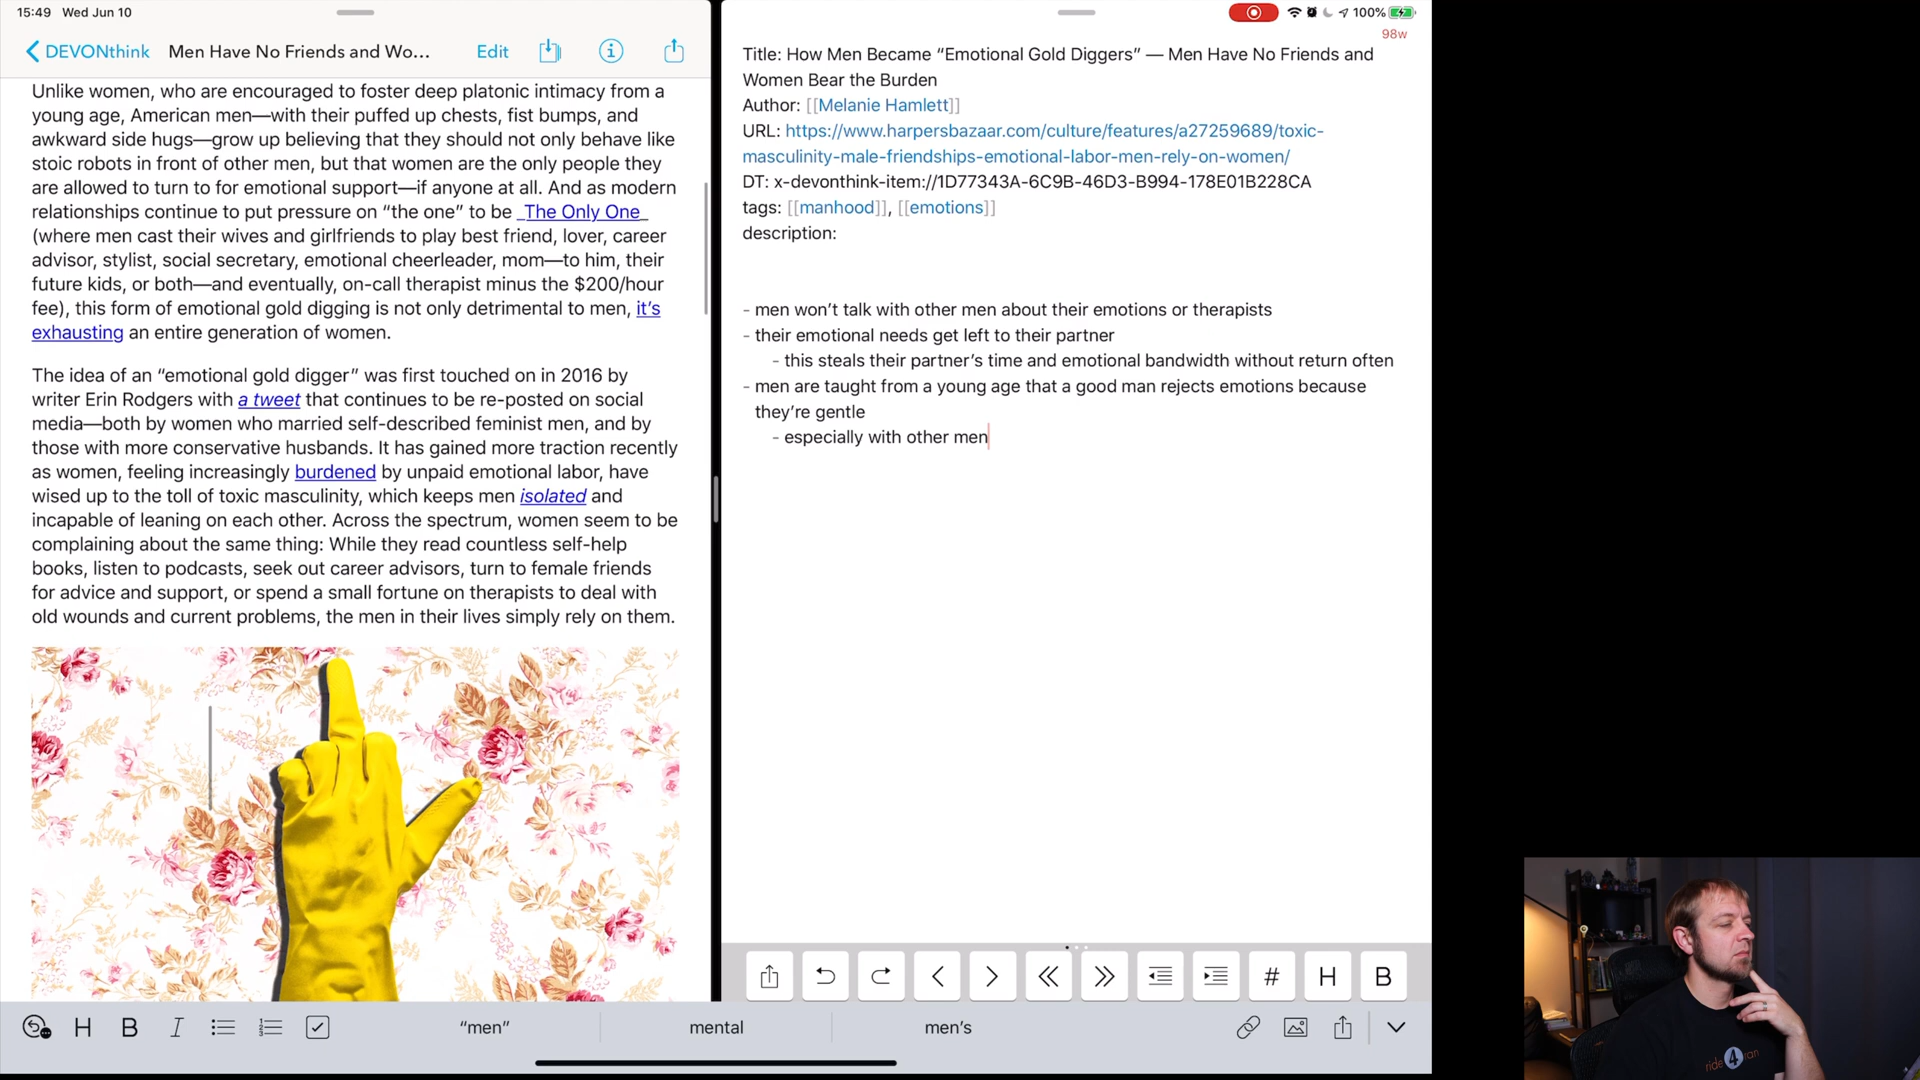 15:49 Wed Jun 10
100%
98w
DEVONthink
Men Have No Friends and Wo...
Edit
Unlike women, who are encouraged to foster deep platonic intimacy from a
young age, American men—with their puffed up chests, fist bumps, and
awkward side hugs—grow up believing that they should not only behave like
stoic robots in front of other men, but that women are the only people they
are allowed to turn to for emotional support—if anyone at all. And as modern
relationships continue to put pressure on “the one” to be _The Only One_
(where men cast their wives and girlfriends to play best friend, lover, career
advisor, stylist, social secretary, emotional cheerleader, mom—to him, their
future kids, or both—and eventually, on-call therapist minus the $200/hour
fee), this form of emotional gold digging is not only detrimental to men, it’s
exhausting an entire generation of women.
The idea of an “emotional gold digger” was first touched on in 2016 by
writer Erin Rodgers with a tweet that continues to be re-posted on social
media—both by women who married self-described feminist men, and by
those with more conservative husbands. It has gained more traction recently
as women, feeling increasingly burdened by unpaid emotional labor, have
wised up to the toll of toxic masculinity, which keeps men isolated and
incapable of leaning on each other. Across the spectrum, women seem to be
complaining about the same thing: While they read countless self-help
books, listen to podcasts, seek out career advisors, turn to female friends
for advice and support, or spend a small fortune on therapists to deal with
old wounds and current problems, the men in their lives simply rely on them.
Title: How Men Became “Emotional Gold Diggers” — Men Have No Friends and
Women Bear the Burden
Author: [[Melanie Hamlett]]
URL: https://www.harpersbazaar.com/culture/features/a27259689/toxic-
masculinity-male-friendships-emotional-labor-men-rely-on-women/
DT: x-devonthink-item://1D77343A-6C9B-46D3-B994-178E01B228CA
tags: [[manhood]], [[emotions]]
description:
- men won’t talk with other men about their emotions or therapists
- their emotional needs get left to their partner
- this steals their partner’s time and emotional bandwidth without return often
- men are taught from a young age that a good man rejects emotions because
they’re gentle
- especially with other men
# H B
H B I
“men” mental men’s
ride 4 ran